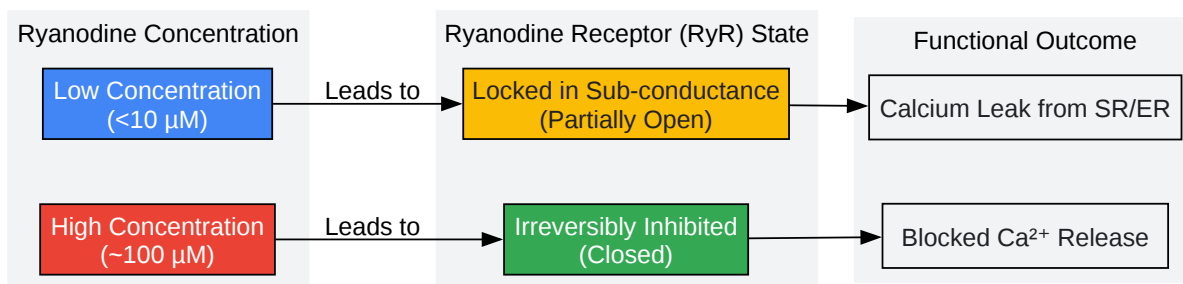 Ryanodine Concentration
Ryanodine Receptor (RyR) State
Functional Outcome
Low Concentration
(<10 µM)
Leads to
Locked in Sub-conductance
(Partially Open)
Calcium Leak from SR/ER
High Concentration
(~100 µM)
Leads to
Irreversibly Inhibited
(Closed)
Blocked Ca²⁺ Release